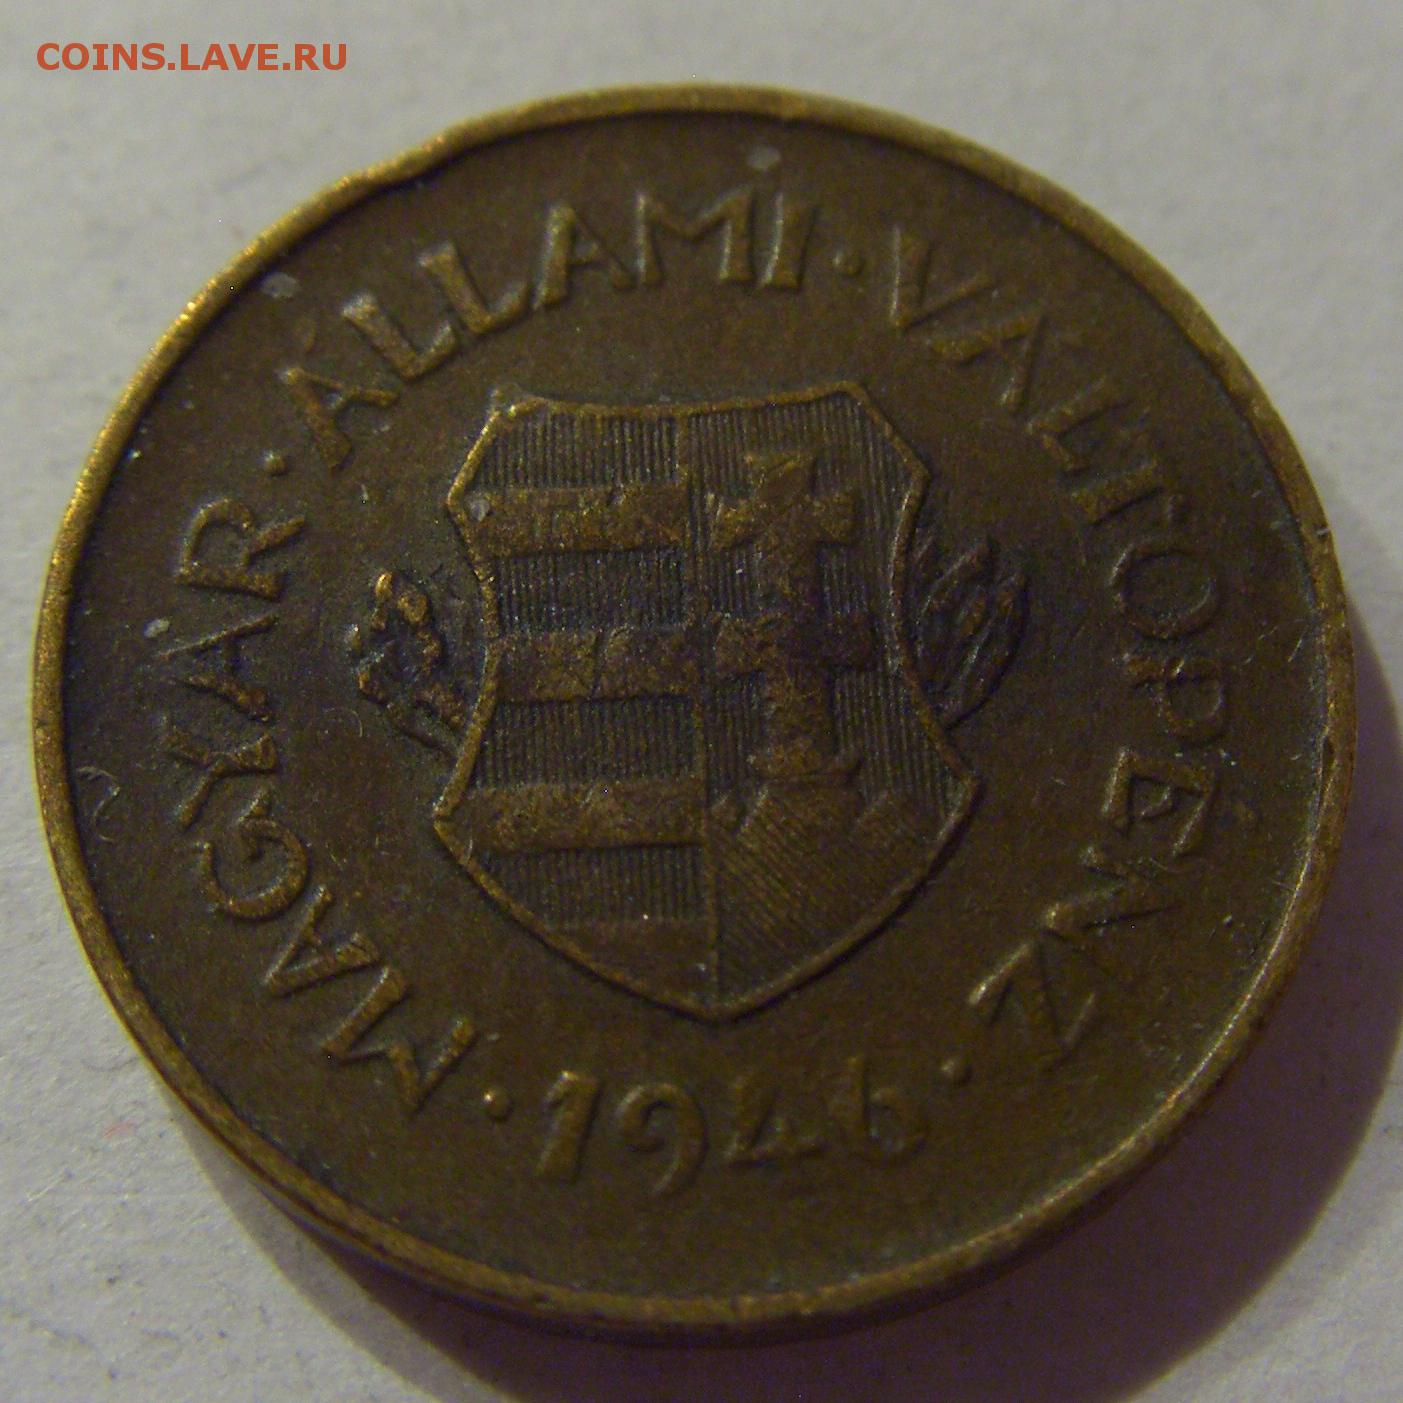 COINS.LAVE.RU
MAGYAR · ÁLLAMI · VÁLTÓPÉNZ ·
· 1946 ·